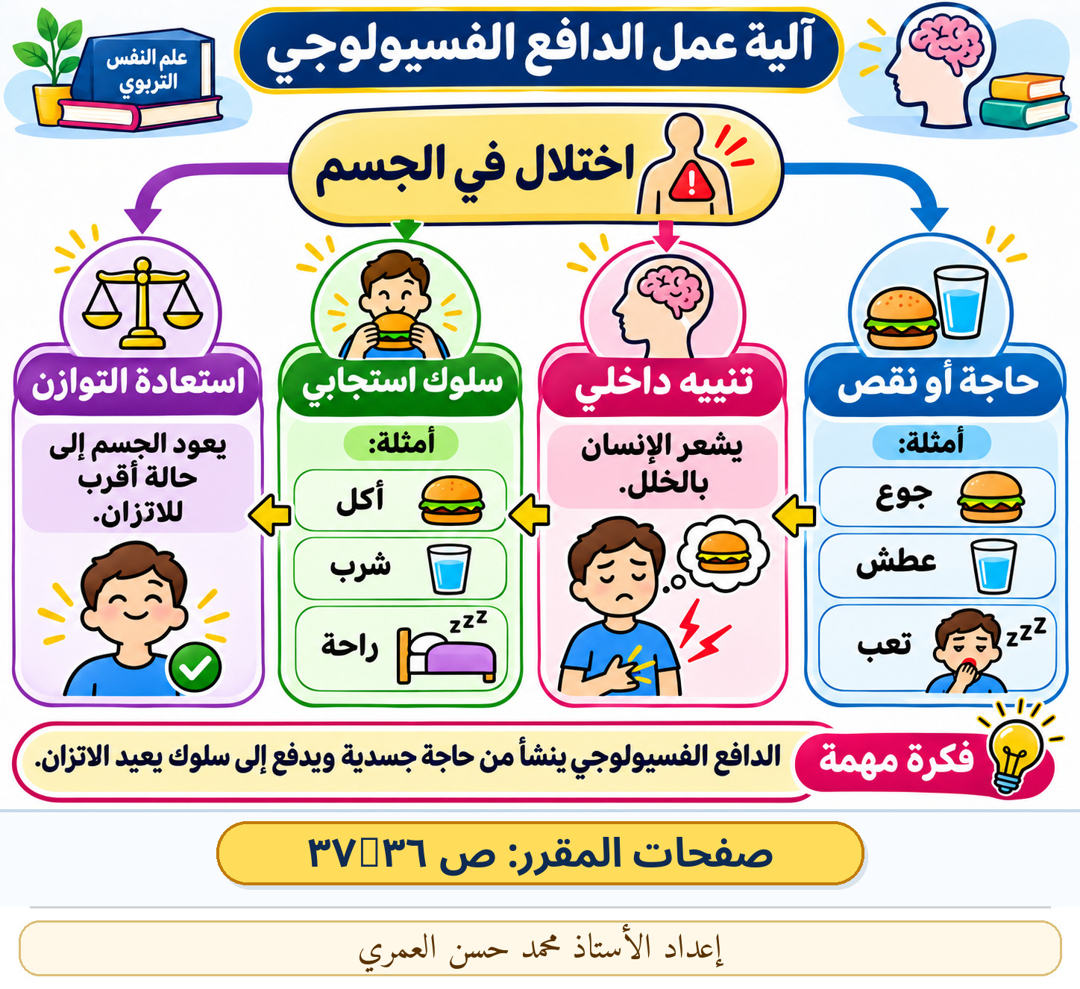 آلية عمل الدافع الفسيولوجي
علم النفس
التربوي
اختلال في الجسم
حاجة أو نقص
أمثلة:
جوع
عطش
تعب
zzz
تنبيه داخلي
يشعر الإنسان
بالخلل.
سلوك استجابي
أمثلة:
أكل
شرب
راحة
zzz
استعادة التوازن
يعود الجسم إلى
حالة أقرب
للاتزان.
فكرة مهمة
الدافع الفسيولوجي ينشأ من حاجة جسدية ويدفع إلى سلوك يعيد الاتزان.
صفحات المقرر: ص ٣٦▯٣٧
إعداد الأستاذ محمد حسن العمري